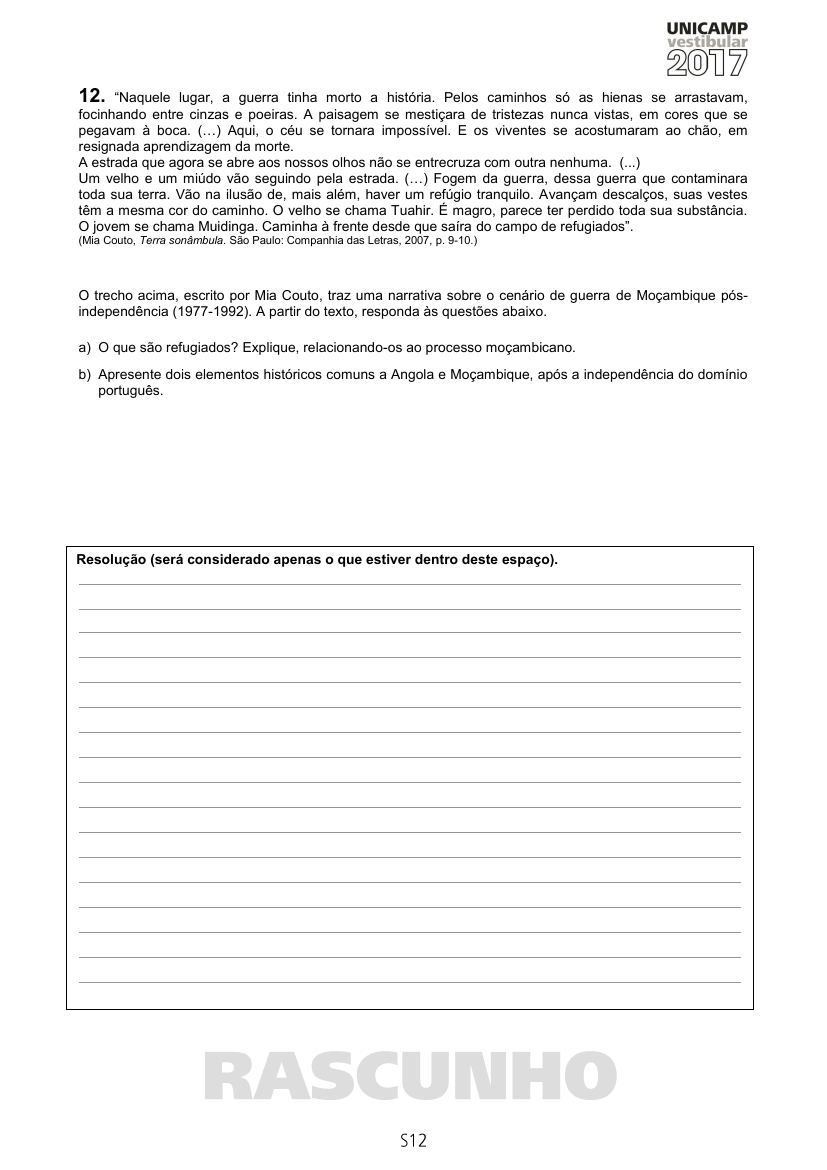 UNICAMP
vestibular
2017
12. “Naquele lugar, a guerra tinha morto a história. Pelos caminhos só as hienas se arrastavam,
focinhando entre cinzas e poeiras. A paisagem se mestiçara de tristezas nunca vistas, em cores que se
pegavam à boca. (…) Aqui, o céu se tornara impossível. E os viventes se acostumaram ao chão, em
resignada aprendizagem da morte.
A estrada que agora se abre aos nossos olhos não se entrecruza com outra nenhuma. (...)
Um velho e um miúdo vão seguindo pela estrada. (…) Fogem da guerra, dessa guerra que contaminara
toda sua terra. Vão na ilusão de, mais além, haver um refúgio tranquilo. Avançam descalços, suas vestes
têm a mesma cor do caminho. O velho se chama Tuahir. É magro, parece ter perdido toda sua substância.
O jovem se chama Muidinga. Caminha à frente desde que saíra do campo de refugiados”.
(Mia Couto, Terra sonâmbula. São Paulo: Companhia das Letras, 2007, p. 9-10.)
O trecho acima, escrito por Mia Couto, traz uma narrativa sobre o cenário de guerra de Moçambique pós-
independência (1977-1992). A partir do texto, responda às questões abaixo.
a) O que são refugiados? Explique, relacionando-os ao processo moçambicano.
b) Apresente dois elementos históricos comuns a Angola e Moçambique, após a independência do domínio
português.
Resolução (será considerado apenas o que estiver dentro deste espaço).
RASCUNHO
S12